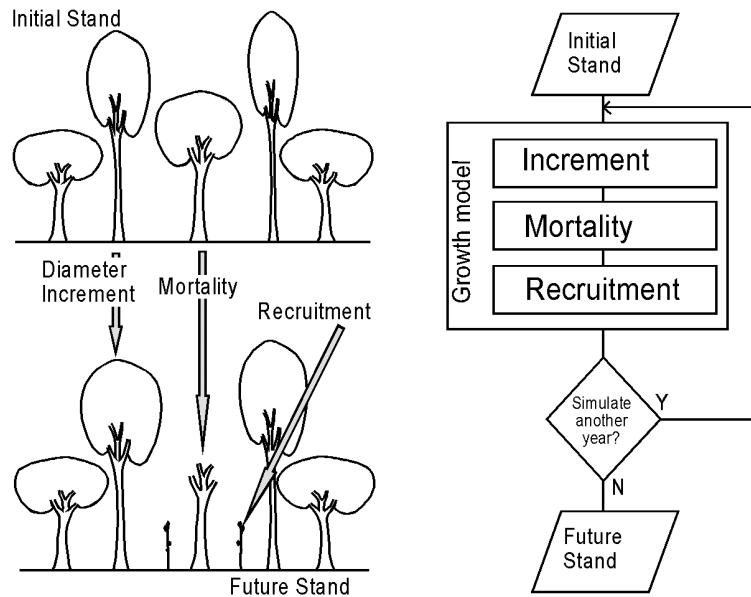 Initial Stand
Diameter
Increment
Mortality
Recruitment
Future Stand
Initial
Stand
Growth model
Increment
Mortality
Recruitment
Simulate
another
year?
Y
N
Future
Stand